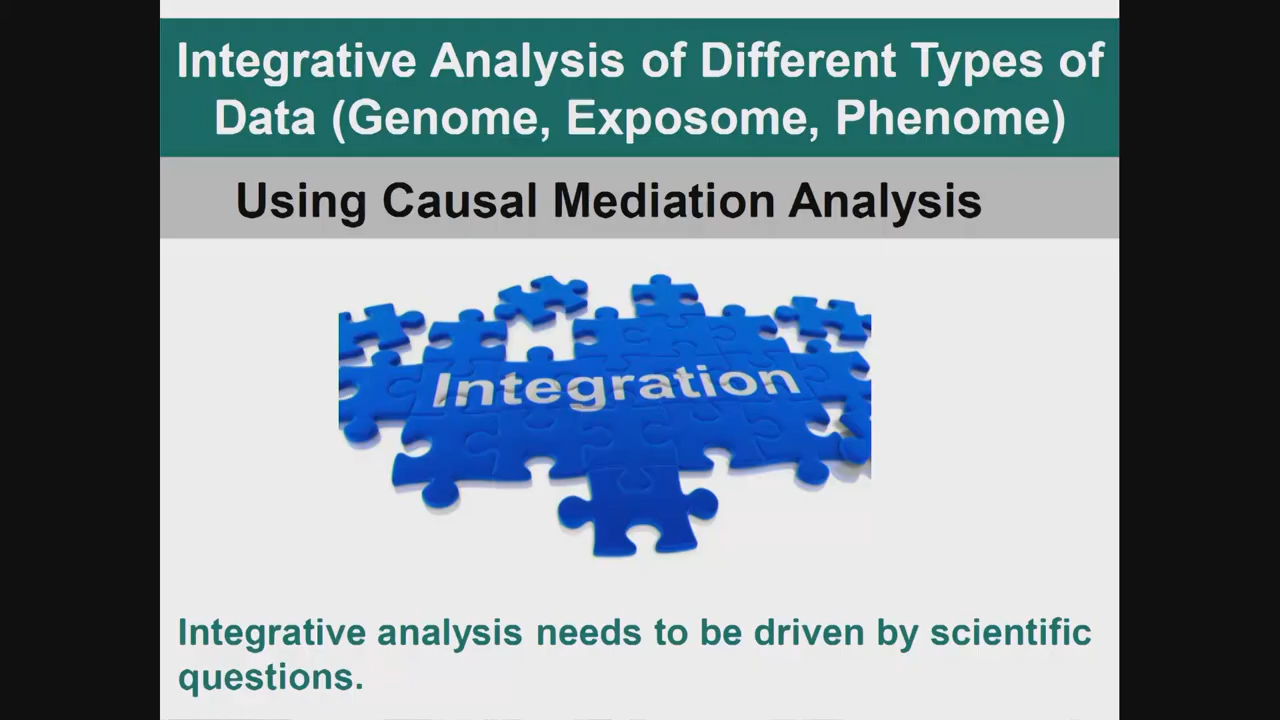 Integrative Analysis of Different Types of
Data (Genome, Exposome, Phenome)
Using Causal Mediation Analysis
Integration
Integrative analysis needs to be driven by scientific
questions.